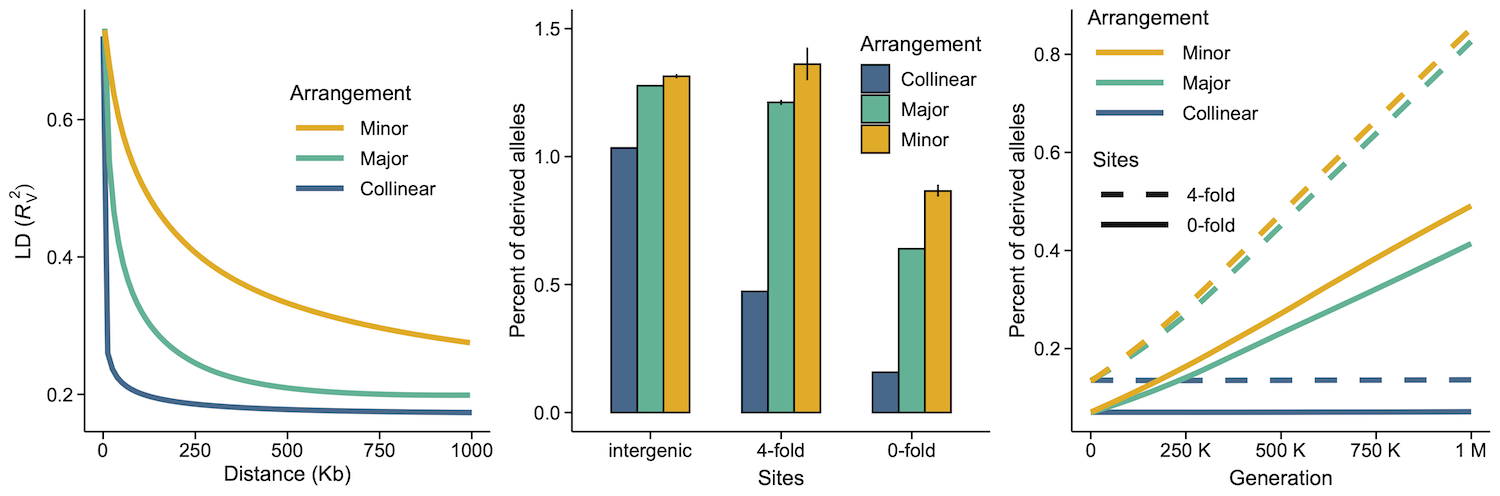 LD (R²V)
0.6
0.4
0.2
Arrangement
Minor
Major
Collinear
0 250 500 750 1000
Distance (Kb)
Percent of derived alleles
1.5
1.0
0.5
0.0
Arrangement
Collinear
Major
Minor
intergenic 4-fold 0-fold
Sites
Percent of derived alleles
0.8
0.6
0.4
0.2
Arrangement
Minor
Major
Collinear
Sites
4-fold
0-fold
0 250 K 500 K 750 K 1 M
Generation